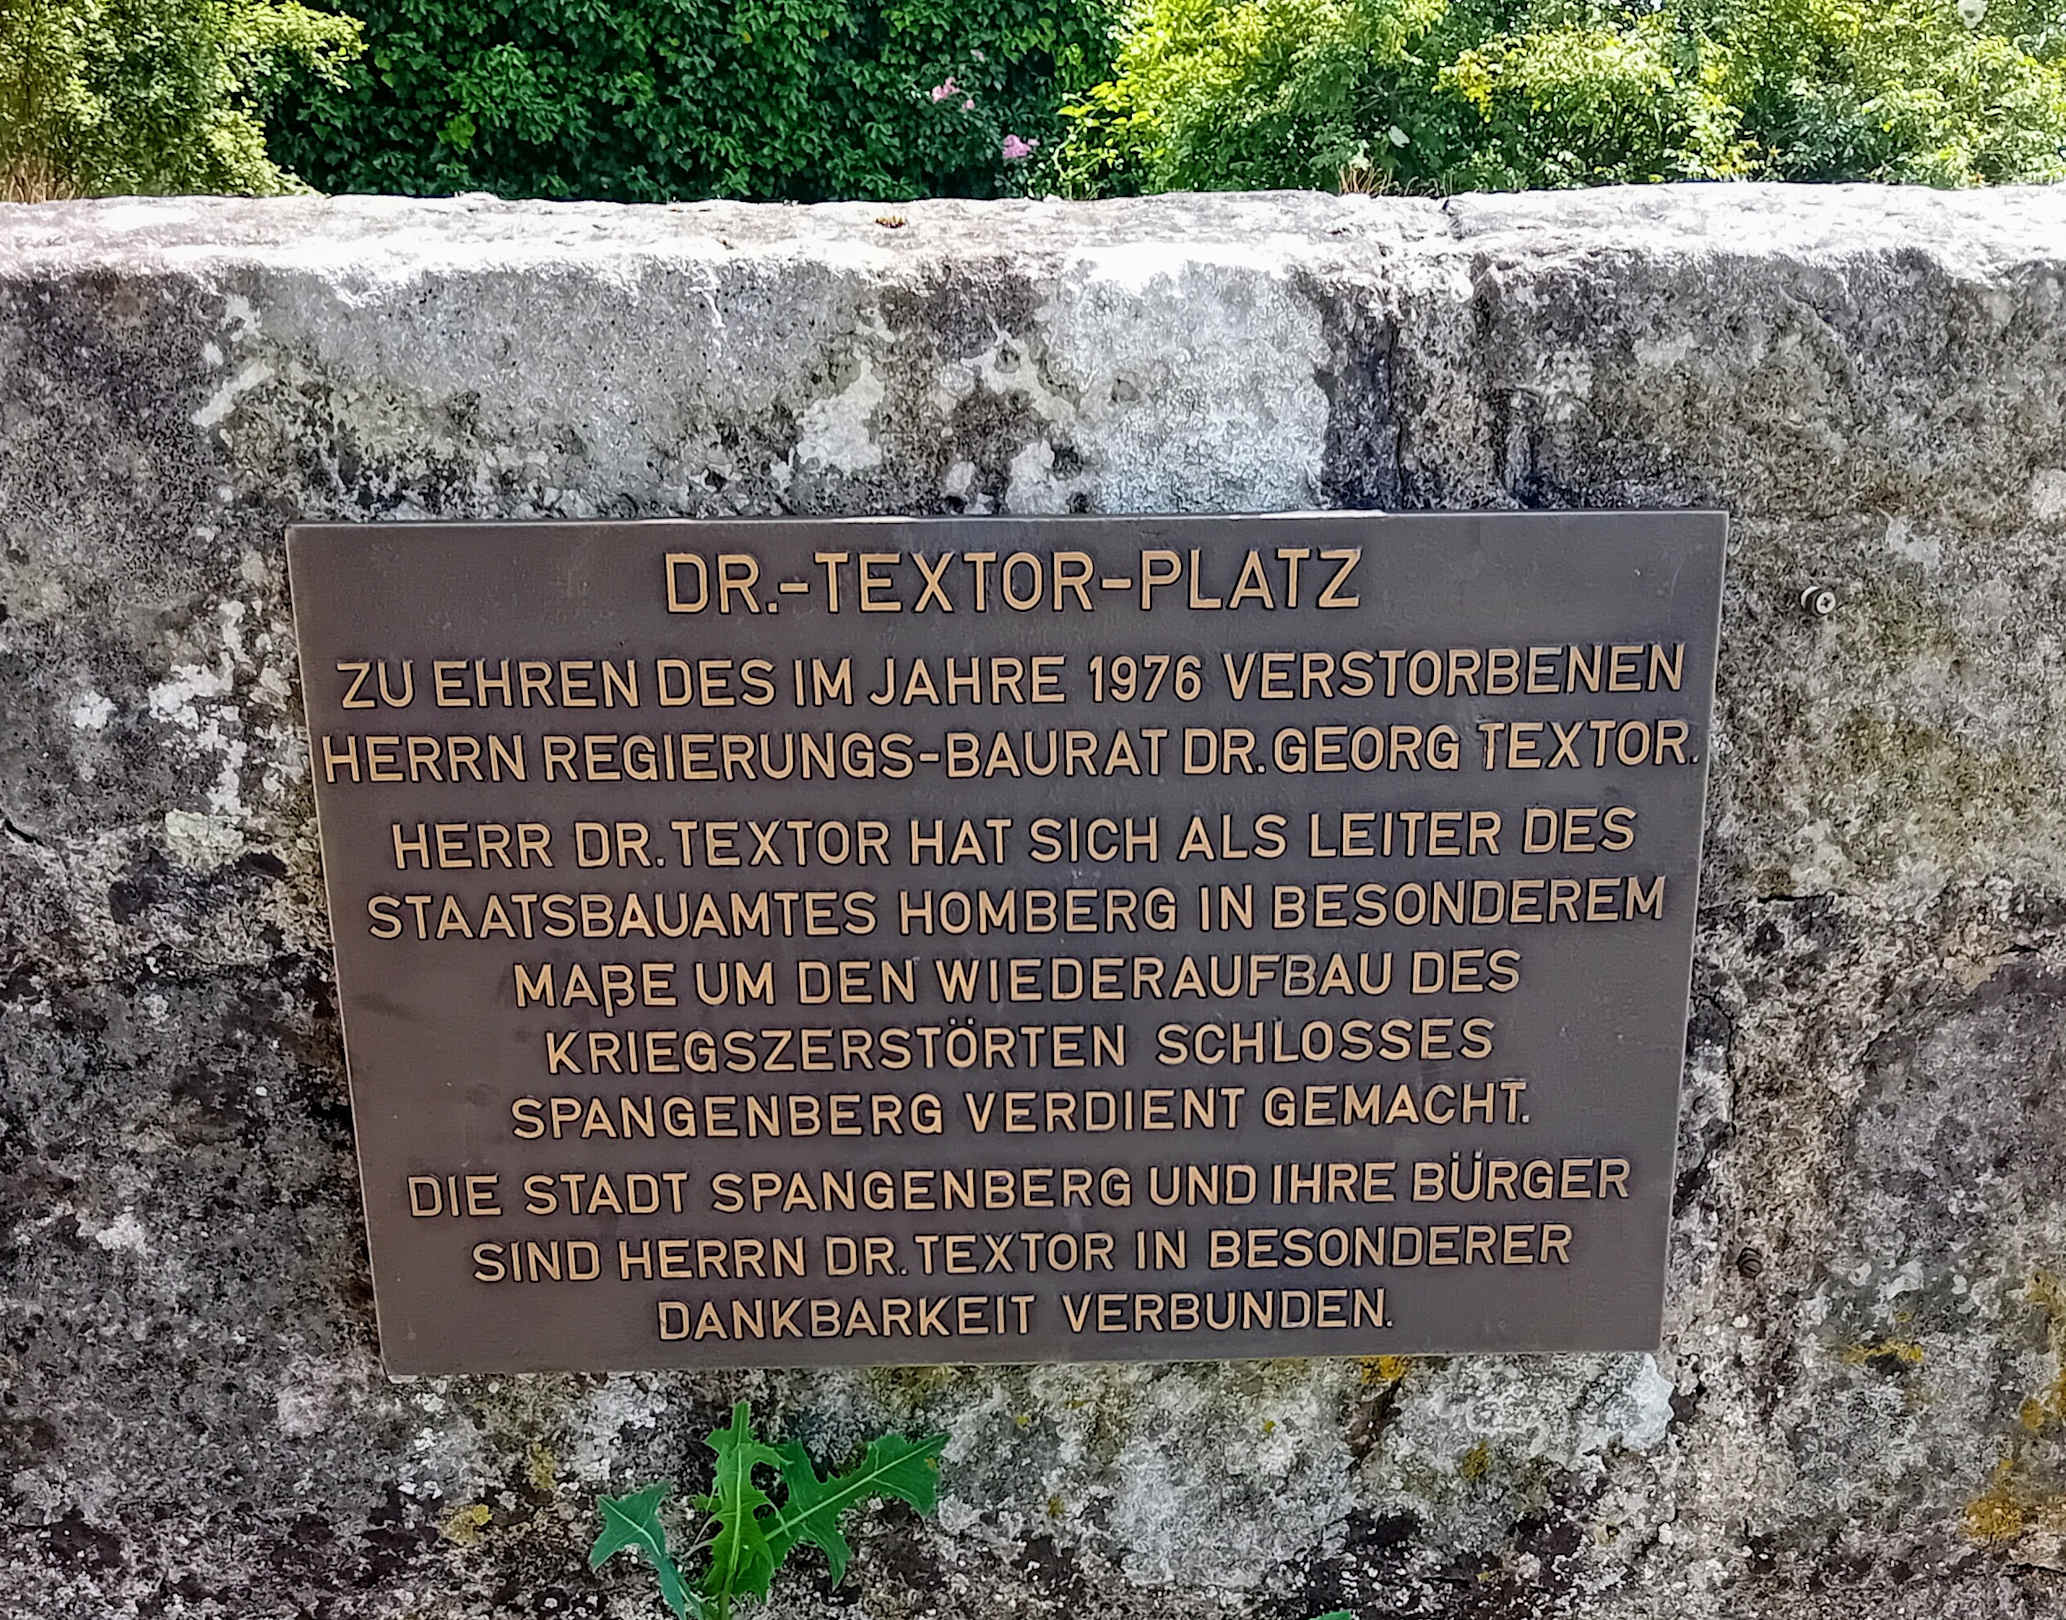 DR.-TEXTOR-PLATZ
ZU EHREN DES IM JAHRE 1976 VERSTORBENEN
HERRN REGIERUNGS-BAURAT DR. GEORG TEXTOR.
HERR DR. TEXTOR HAT SICH ALS LEITER DES
STAATSBAUAMTES HOMBERG IN BESONDEREM
MAßE UM DEN WIEDERAUFBAU DES
KRIEGSZERSTÖRTEN SCHLOSSES
SPANGENBERG VERDIENT GEMACHT.
DIE STADT SPANGENBERG UND IHRE BÜRGER
SIND HERRN DR. TEXTOR IN BESONDERER
DANKBARKEIT VERBUNDEN.